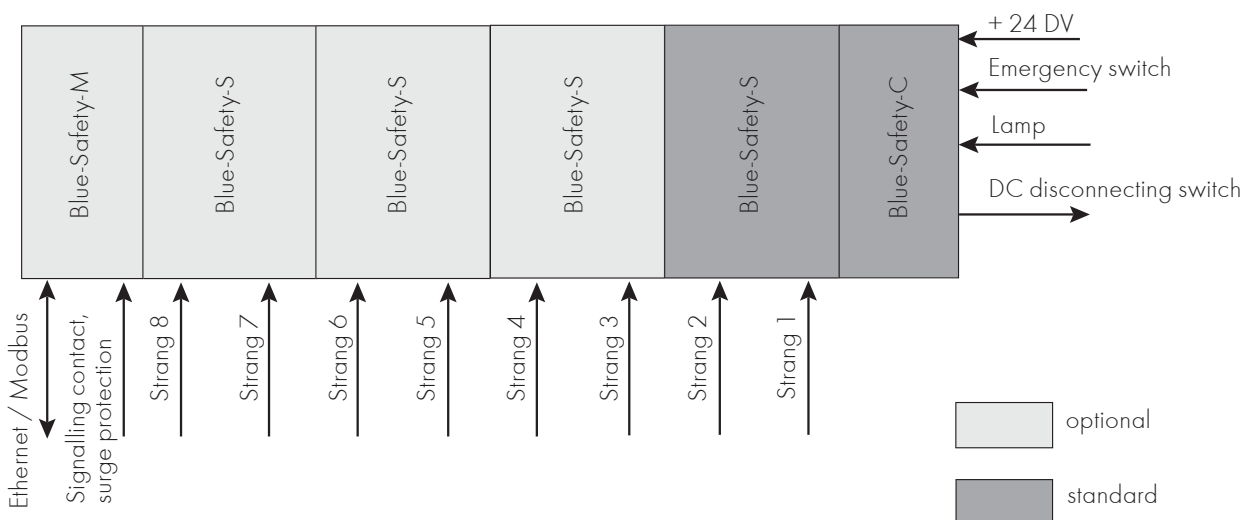 + 24 DV
Emergency switch
Lamp
DC disconnecting switch
Blue-Safety-M
Blue-Safety-S
Blue-Safety-S
Blue-Safety-S
Blue-Safety-S
Blue-Safety-C
Ethernet / Modbus
Signalling contact,
surge protection
Strang 8
Strang 7
Strang 6
Strang 5
Strang 4
Strang 3
Strang 2
Strang 1
optional
standard